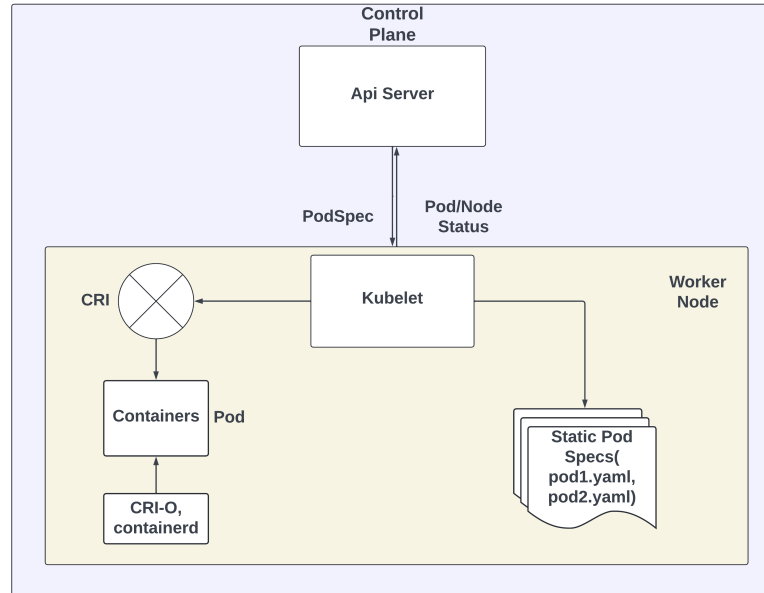 Control
Plane
Api Server
PodSpec
Pod/Node
Status
Kubelet
Worker
Node
CRI
Containers
Pod
Static Pod
Specs(
pod1.yaml,
pod2.yaml)
CRI-O,
containerd